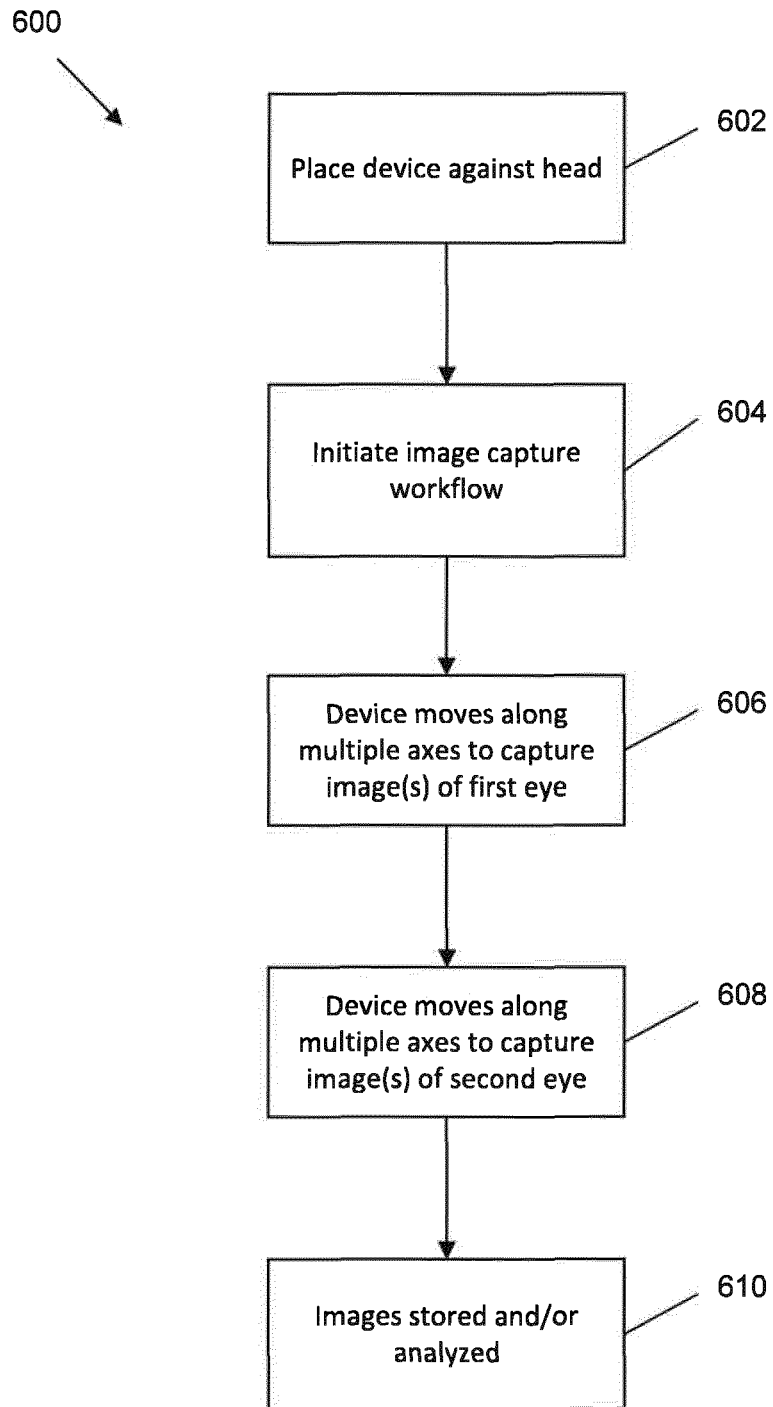 600
602
Place device against head
604
Initiate image capture
workflow
606
Device moves along
multiple axes to capture
image(s) of first eye
608
Device moves along
multiple axes to capture
image(s) of second eye
610
Images stored and/or
analyzed